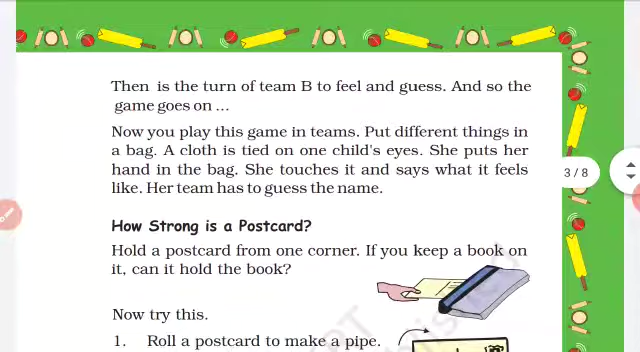 Then is the turn of team B to feel and guess. And so the
game goes on ...
Now you play this game in teams. Put different things in
a bag. A cloth is tied on one child's eyes. She puts her
hand in the bag. She touches it and says what it feels
like. Her team has to guess the name.
3 / 8
How Strong is a Postcard?
Hold a postcard from one corner. If you keep a book on
it, can it hold the book?
Now try this.
1. Roll a postcard to make a pipe.